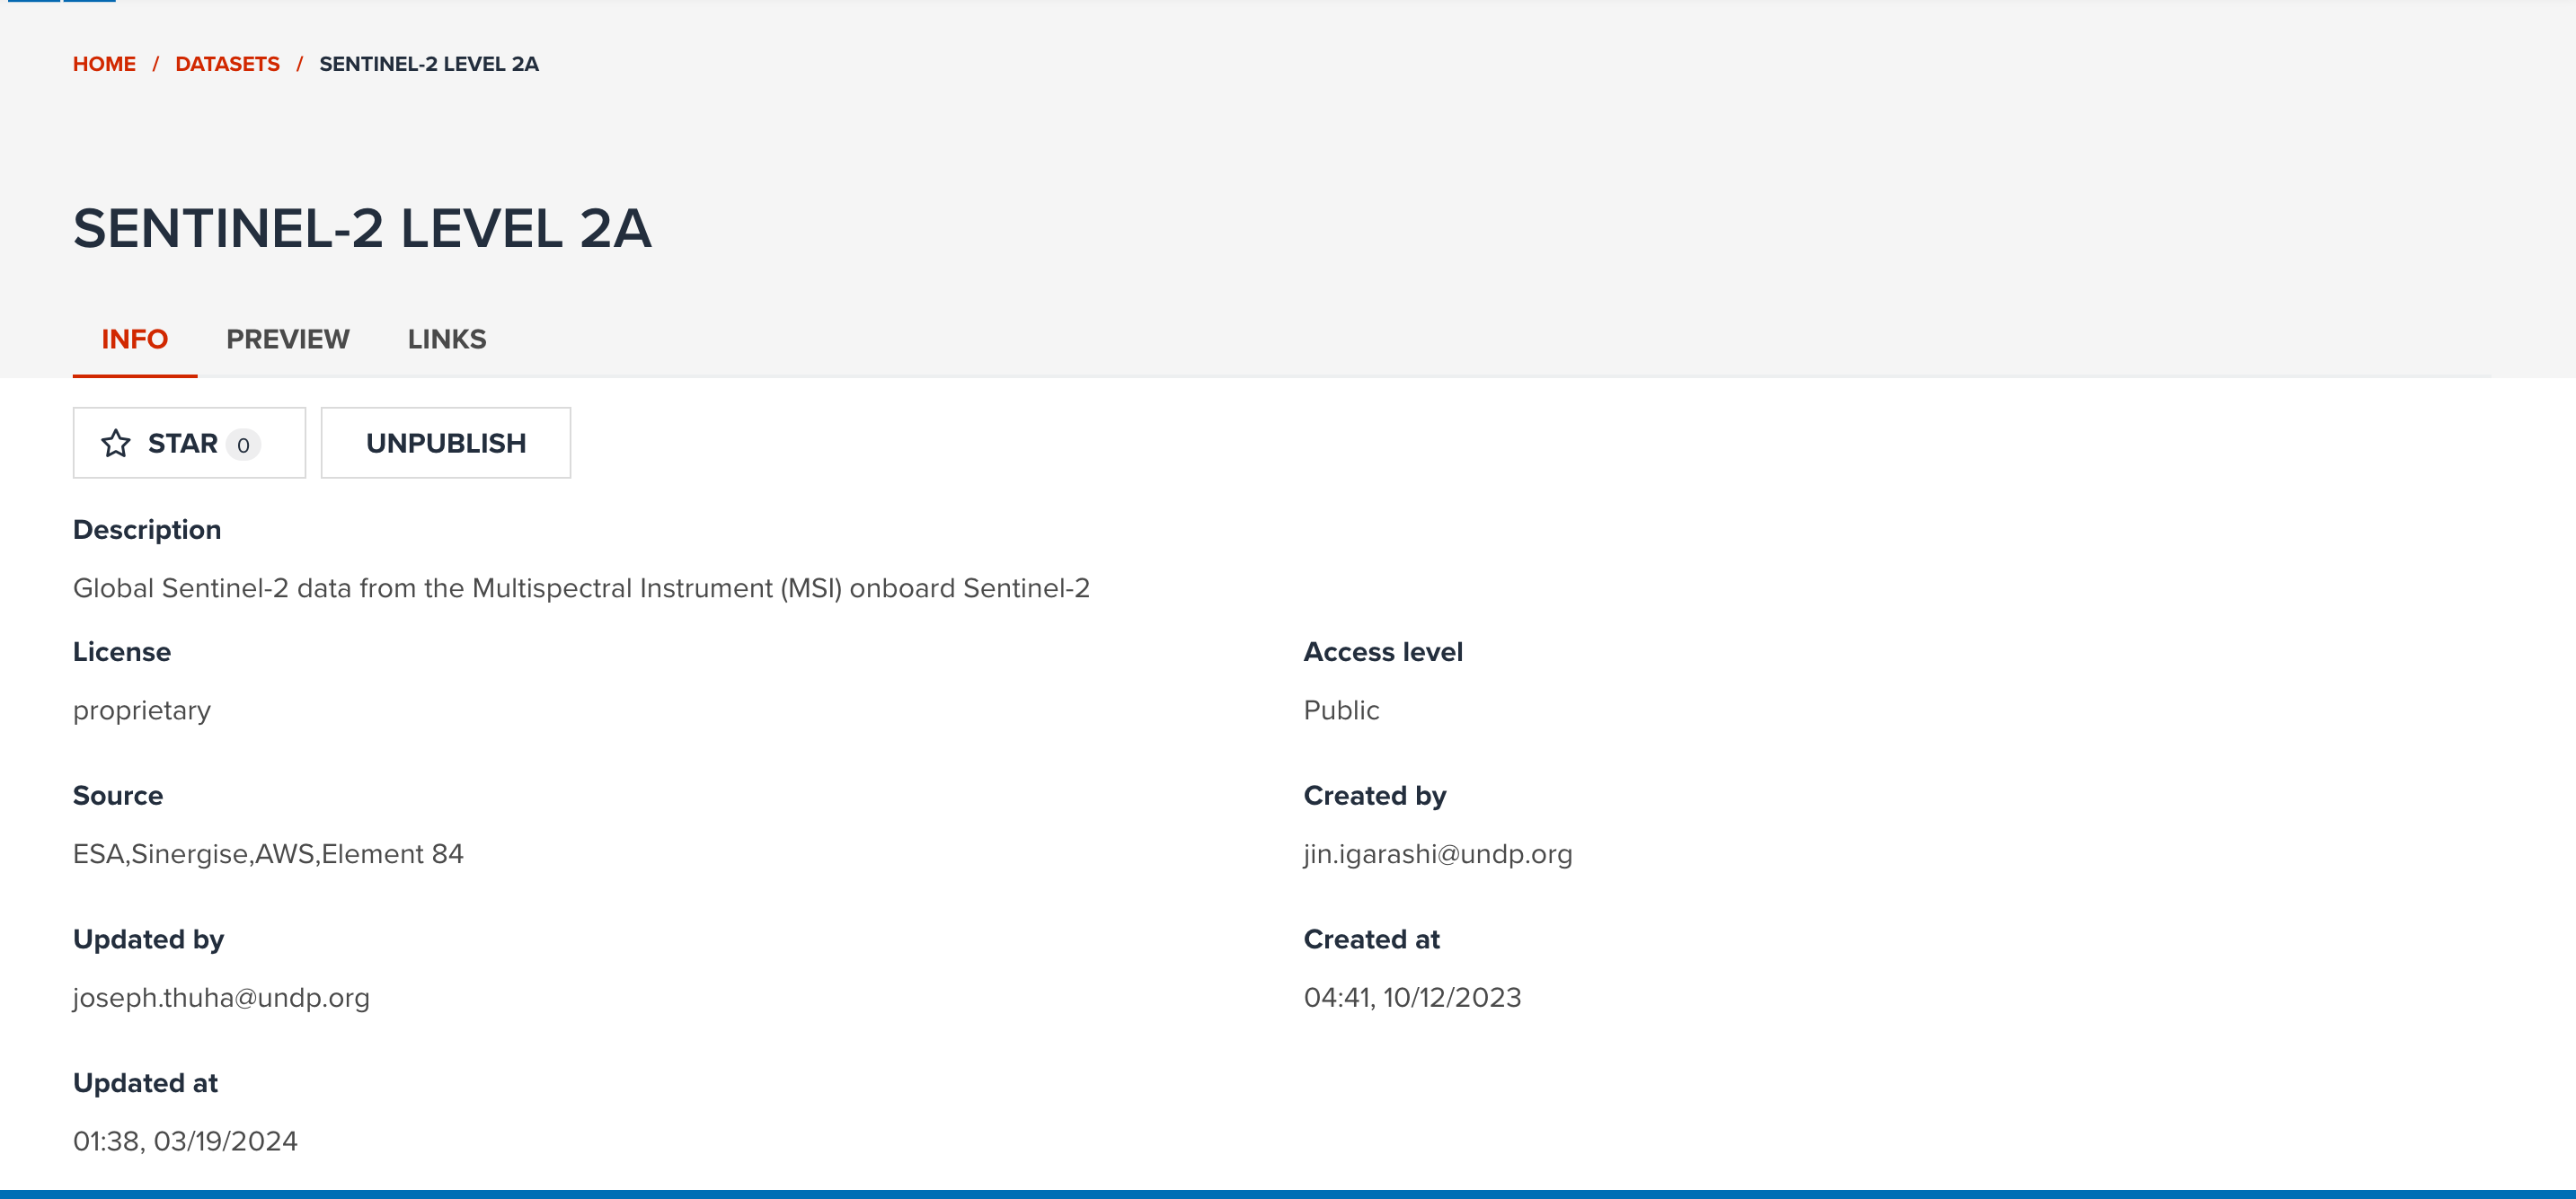 HOME / DATASETS / SENTINEL-2 LEVEL 2A
SENTINEL-2 LEVEL 2A
INFO PREVIEW LINKS
STAR 0 UNPUBLISH
Description
Global Sentinel-2 data from the Multispectral Instrument (MSI) onboard Sentinel-2
License
proprietary
Access level
Public
Source
ESA,Sinergise,AWS,Element 84
Created by
jin.igarashi@undp.org
Updated by
joseph.thuha@undp.org
Created at
04:41, 10/12/2023
Updated at
01:38, 03/19/2024